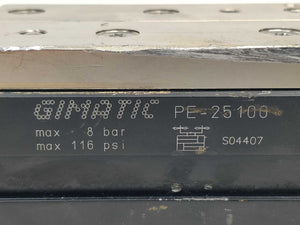 GIMATIC PE-25100
max 8 bar
max 116 psi S04407